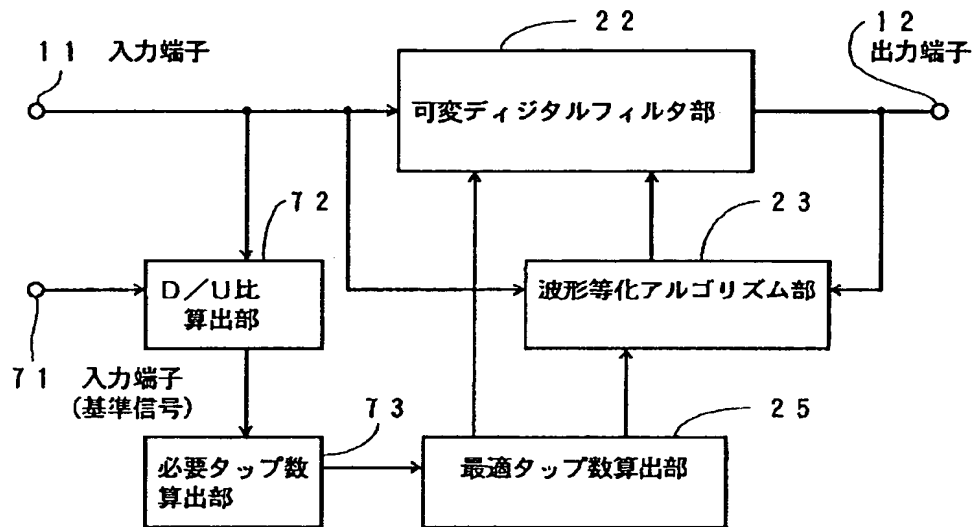 22
12
11 入力端子
出力端子
可変ディジタルフィルタ部
72
23
D／U比
算出部
波形等化アルゴリズム部
71 入力端子
(基準信号)
73
25
必要タップ数
算出部
最適タップ数算出部